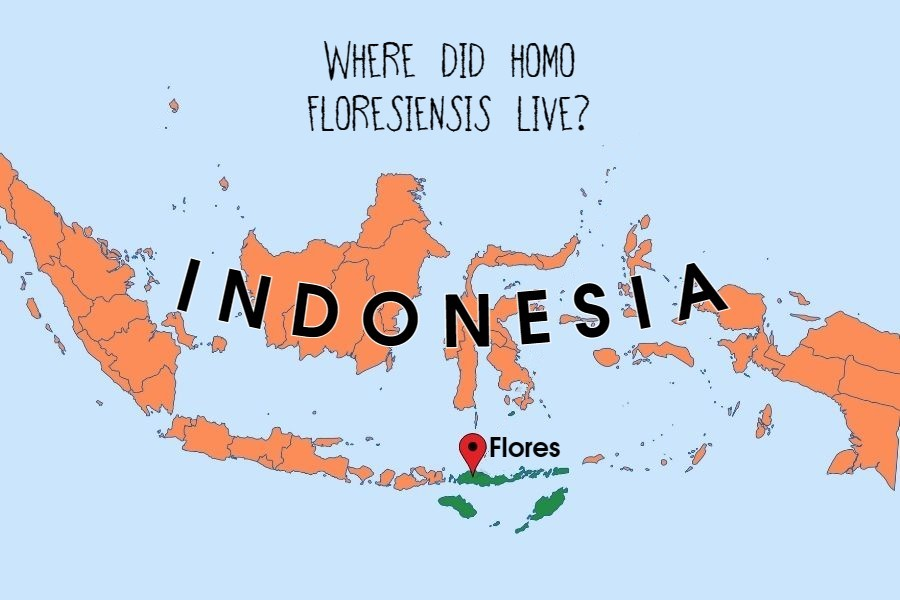 WHERE DID HOMO
FLORESIENSIS LIVE?
INDONESIA
Flores